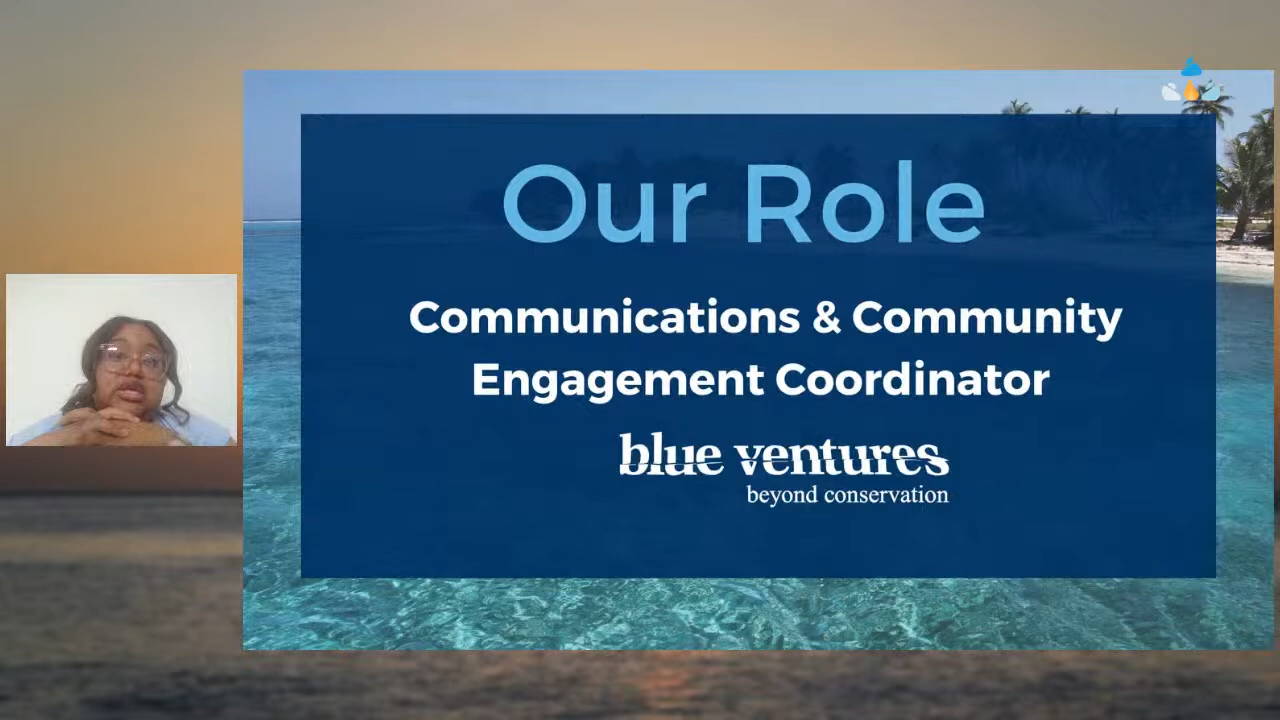 Our Role
Communications & Community
Engagement Coordinator
blue ventures
beyond conservation